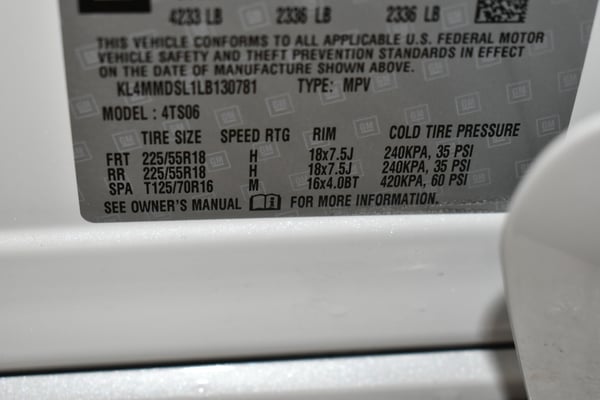 4233 LB 2336 LB 2336 LB
THIS VEHICLE CONFORMS TO ALL APPLICABLE U.S. FEDERAL MOTOR
VEHICLE SAFETY AND THEFT PREVENTION STANDARDS IN EFFECT
ON THE DATE OF MANUFACTURE SHOWN ABOVE.
KL4MMDSL1LB130781 TYPE: MPV
MODEL: 4TS06
TIRE SIZE SPEED RTG RIM COLD TIRE PRESSURE
FRT 225/55R18 H 18x7.5J 240KPA, 35 PSI
RR 225/55R18 H 18x7.5J 240KPA, 35 PSI
SPA T125/70R16 M 16x4.0BT 420KPA, 60 PSI
SEE OWNER'S MANUAL FOR MORE INFORMATION.